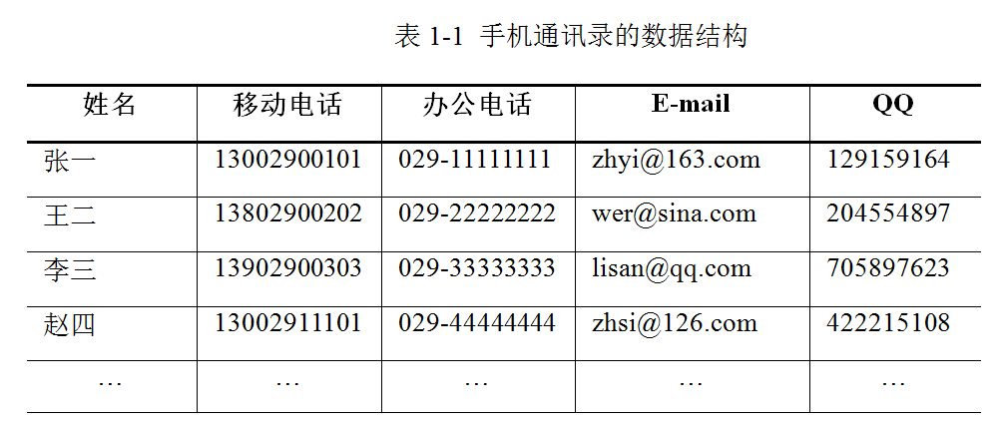 表 1-1 手机通讯录的数据结构
姓名 移动电话 办公电话 E-mail QQ
张一 13002900101 029-11111111 zhyi@163.com 129159164
王二 13802900202 029-22222222 wer@sina.com 204554897
李三 13902900303 029-33333333 lisan@qq.com 705897623
赵四 13002911101 029-44444444 zhsi@126.com 422215108
… … … … …